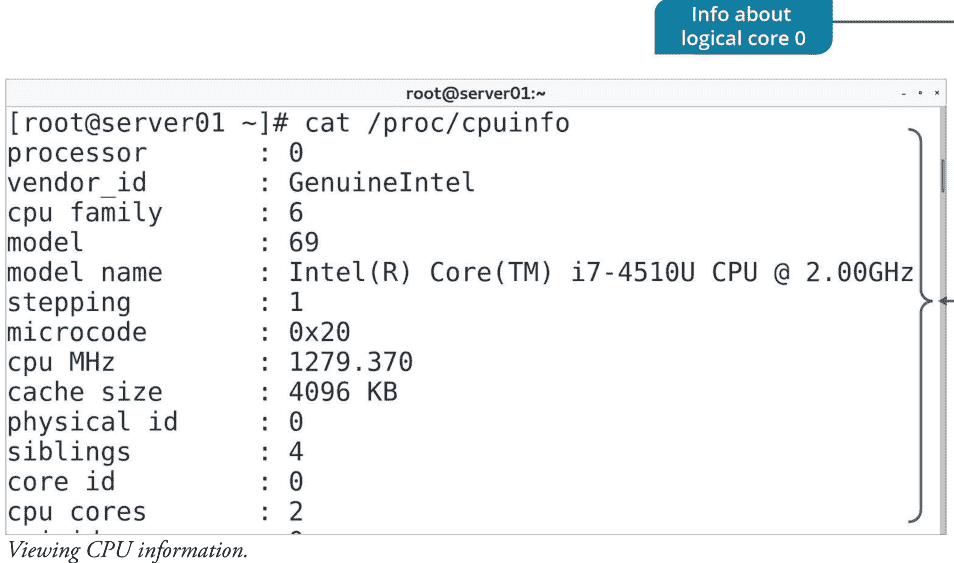 Info about
logical core 0
root@server01:~
[root@server01 ~]# cat /proc/cpuinfo
processor : 0
vendor_id : GenuineIntel
cpu family : 6
model : 69
model name : Intel(R) Core(TM) i7-4510U CPU @ 2.00GHz
stepping : 1
microcode : 0x20
cpu MHz : 1279.370
cache size : 4096 KB
physical id : 0
siblings : 4
core id : 0
cpu cores : 2
Viewing CPU information.